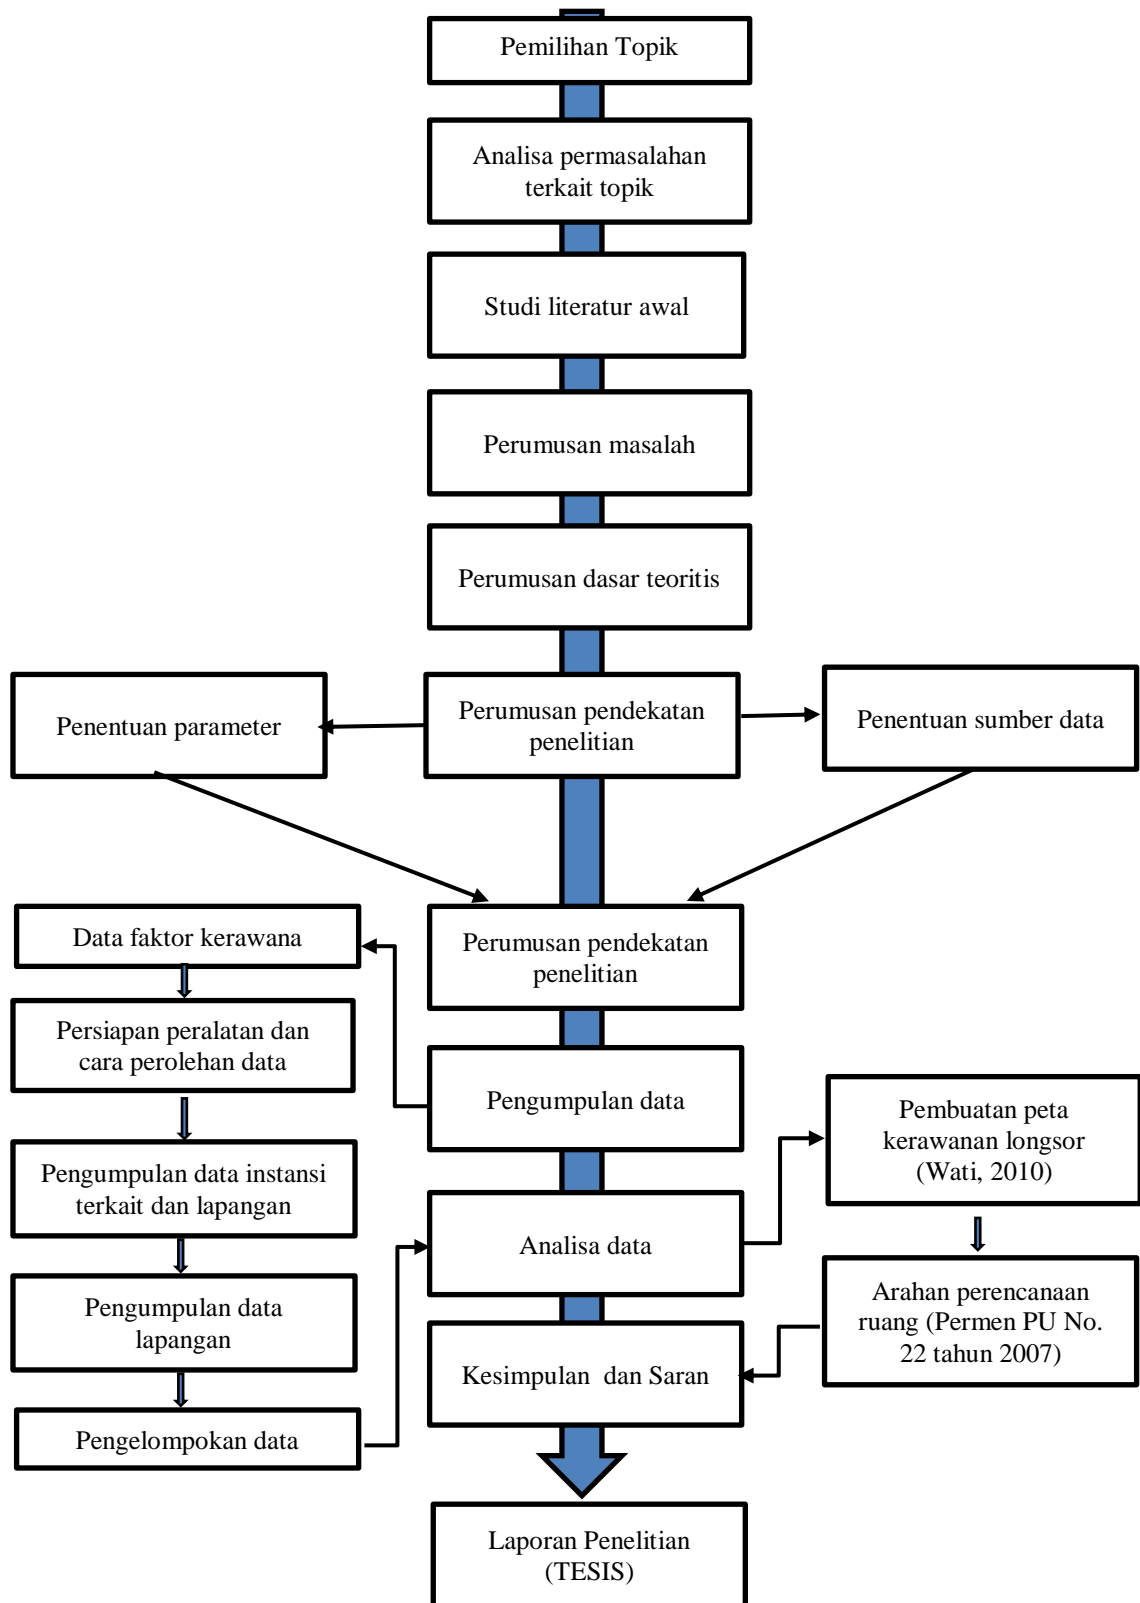 Pemilihan Topik
Analisa permasalahan
terkait topik
Studi literatur awal
Perumusan masalah
Perumusan dasar teoritis
Penentuan parameter
Perumusan pendekatan
penelitian
Penentuan sumber data
Data faktor kerawana
Perumusan pendekatan
penelitian
Persiapan peralatan dan
cara perolehan data
Pengumpulan data
Pembuatan peta
kerawanan longsor
(Wati, 2010)
Pengumpulan data instansi
terkait dan lapangan
Analisa data
Pengumpulan data
lapangan
Arahan perencanaan
ruang (Permen PU No.
22 tahun 2007)
Kesimpulan  dan Saran
Pengelompokan data
Laporan Penelitian
(TESIS)